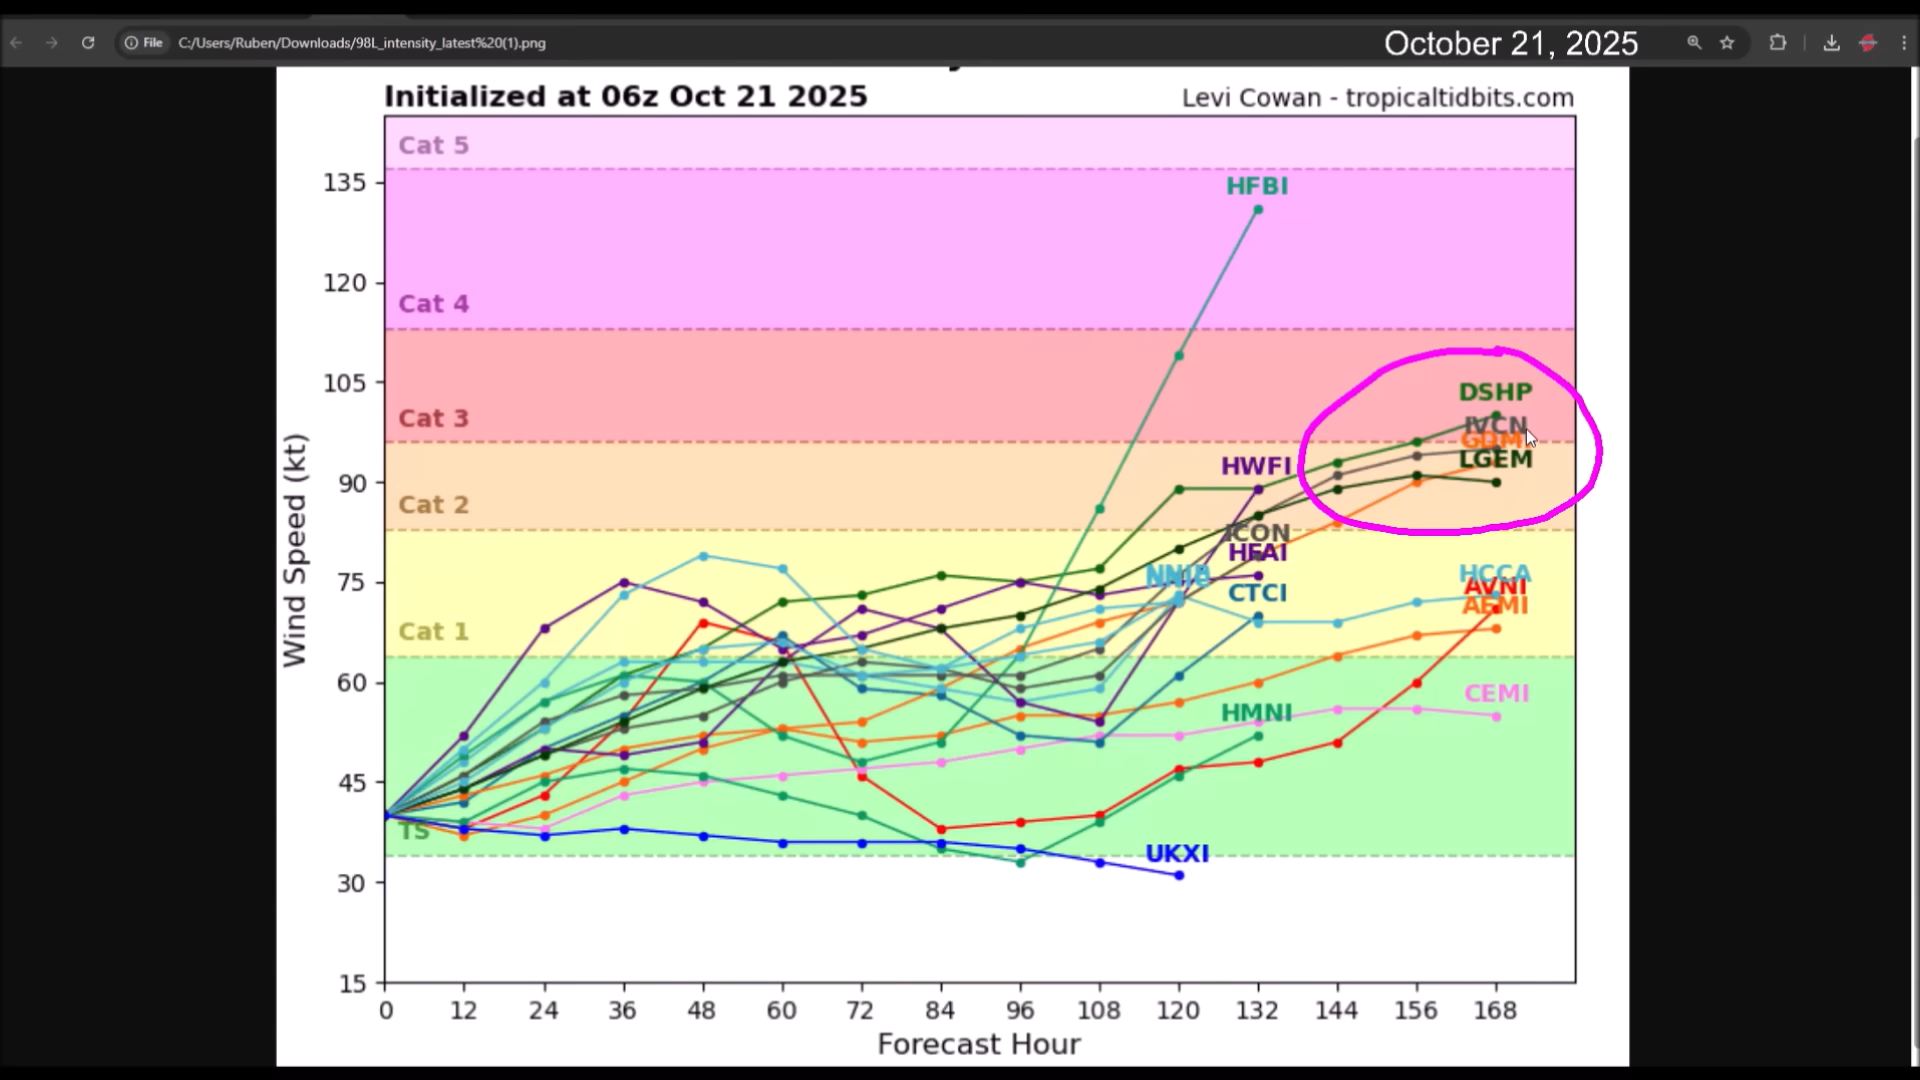 File
C:/Users/Ruben/Downloads/98L_intensity_latest%20(1).png
October 21, 2025
Initialized at 06z Oct 21 2025
Levi Cowan - tropicaltidbits.com
Cat 5
135
HFBI
120
Cat 4
105
DSHP
Cat 3
IVCN
LGEM
HWFI
90
Cat 2
ICON
HFAI
75
HCCA
AVNI
CTCI
AEMI
Cat 1
60
CEMI
HMNI
45
TS
UKXI
30
15
Wind Speed (kt)
0 12 24 36 48 60 72 84 96 108 120 132 144 156 168
Forecast Hour